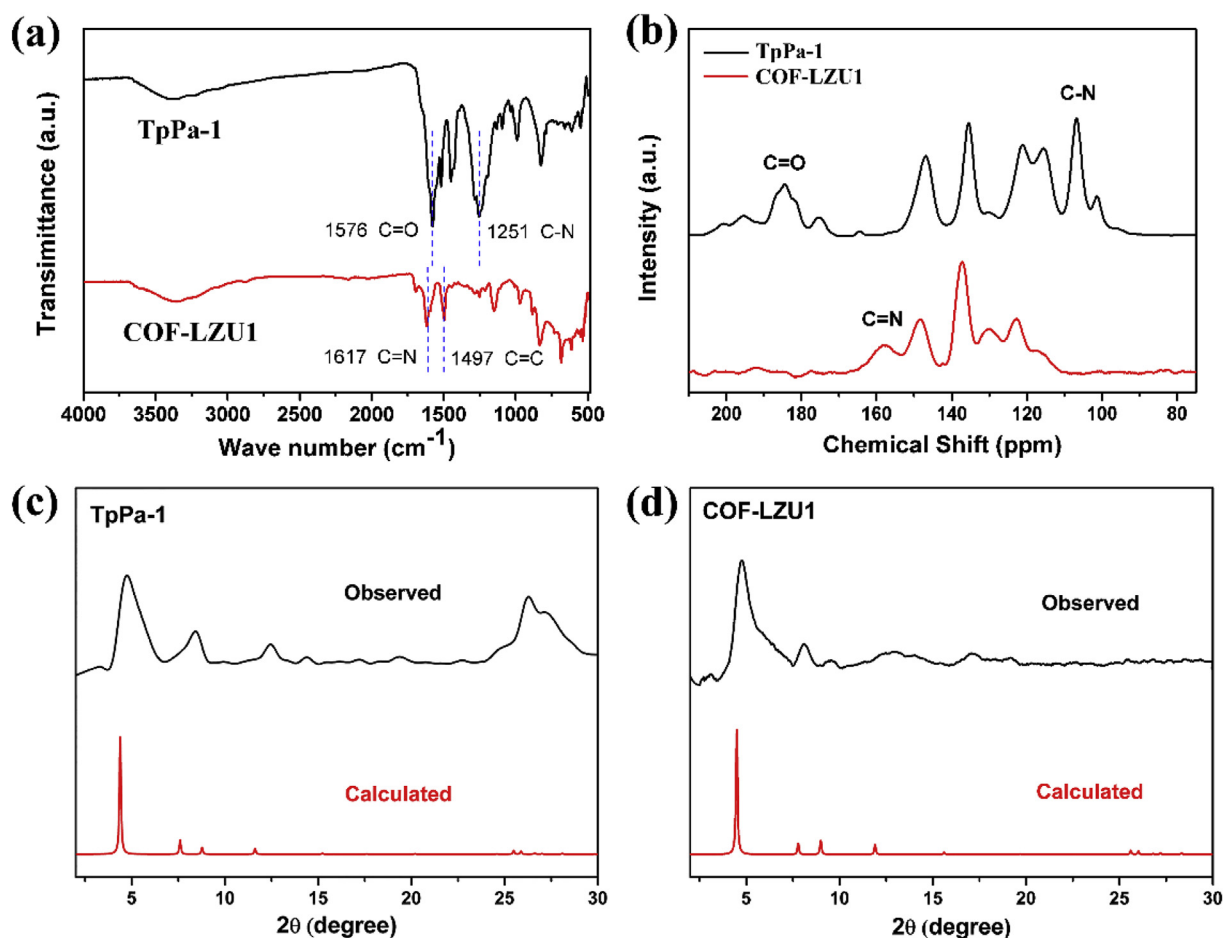 (a)
TpPa-1
1576 C=O
1251 C-N
COF-LZU1
1617 C=N
1497 C=C
Transimittance (a.u.)
4000 3500 3000 2500 2000 1500 1000 500
Wave number (cm-1)
(b)
TpPa-1
COF-LZU1
C-N
C=O
C=N
Intensity (a.u.)
200 180 160 140 120 100 80
Chemical Shift (ppm)
(c)
TpPa-1
Observed
Calculated
5 10 15 20 25 30
2θ (degree)
(d)
COF-LZU1
Observed
Calculated
5 10 15 20 25 30
2θ (degree)